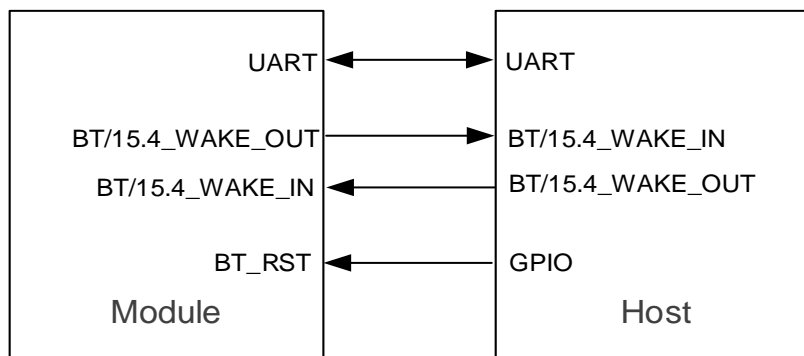 UART UART
BT/15.4_WAKE_OUT BT/15.4_WAKE_IN
BT/15.4_WAKE_IN BT/15.4_WAKE_OUT
BT_RST GPIO
Module Host